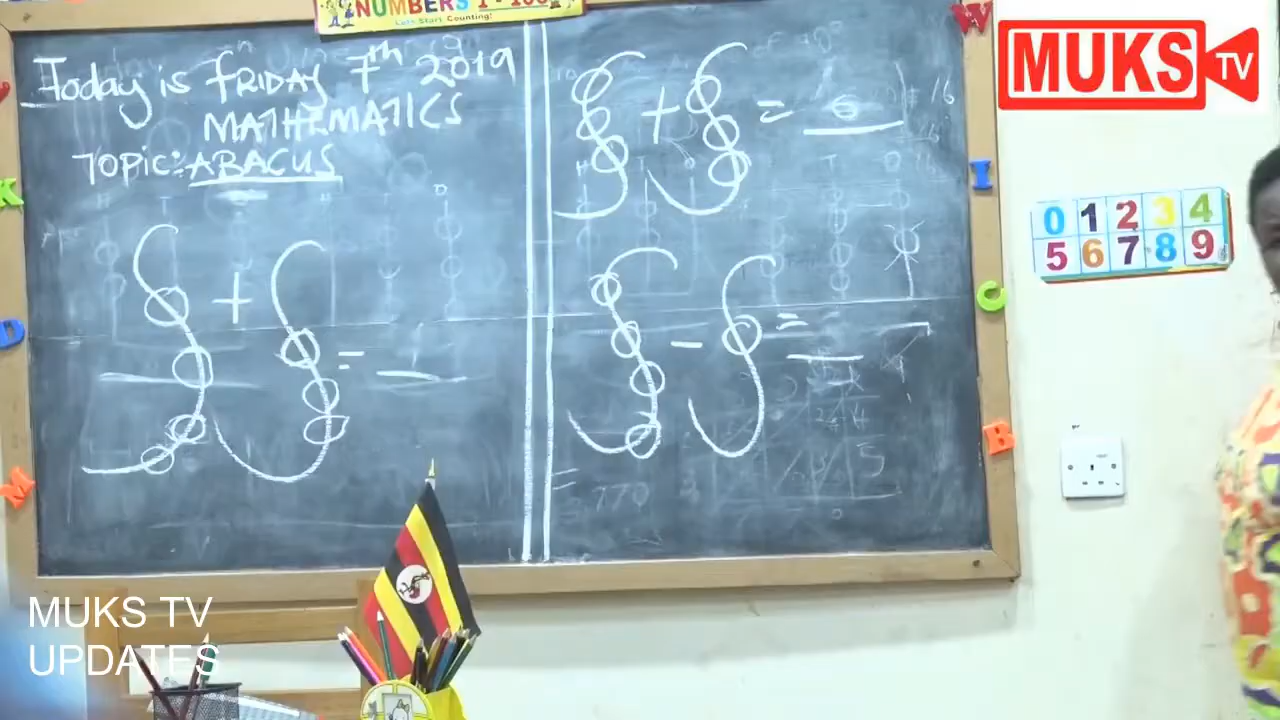 NUMBERS 1 - 100
Let's Start Counting!
Today is FRIDAY 7th 2019
MATHEMATICS
TOPIC: ABACUS
+ =
+ = 6
- =
MUKS TV
W
I
C
B
K
D
M
0 1 2 3 4
5 6 7 8 9
MUKS TV
UPDATES